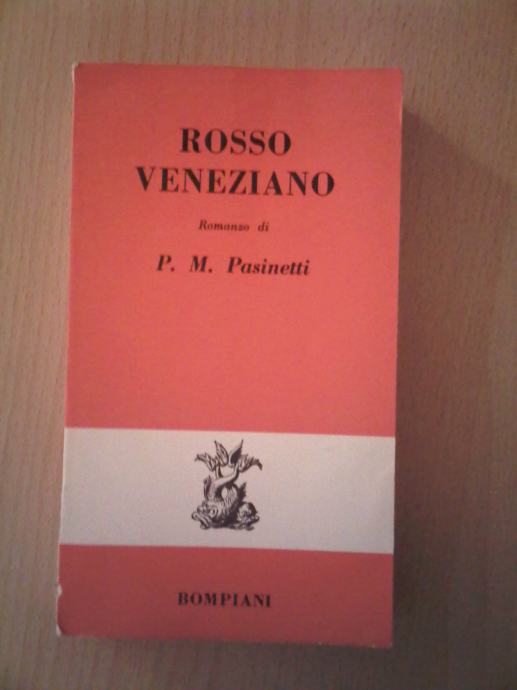 ROSSO
VENEZIANO
Romanzo di
P. M. Pasinetti
BOMPIANI